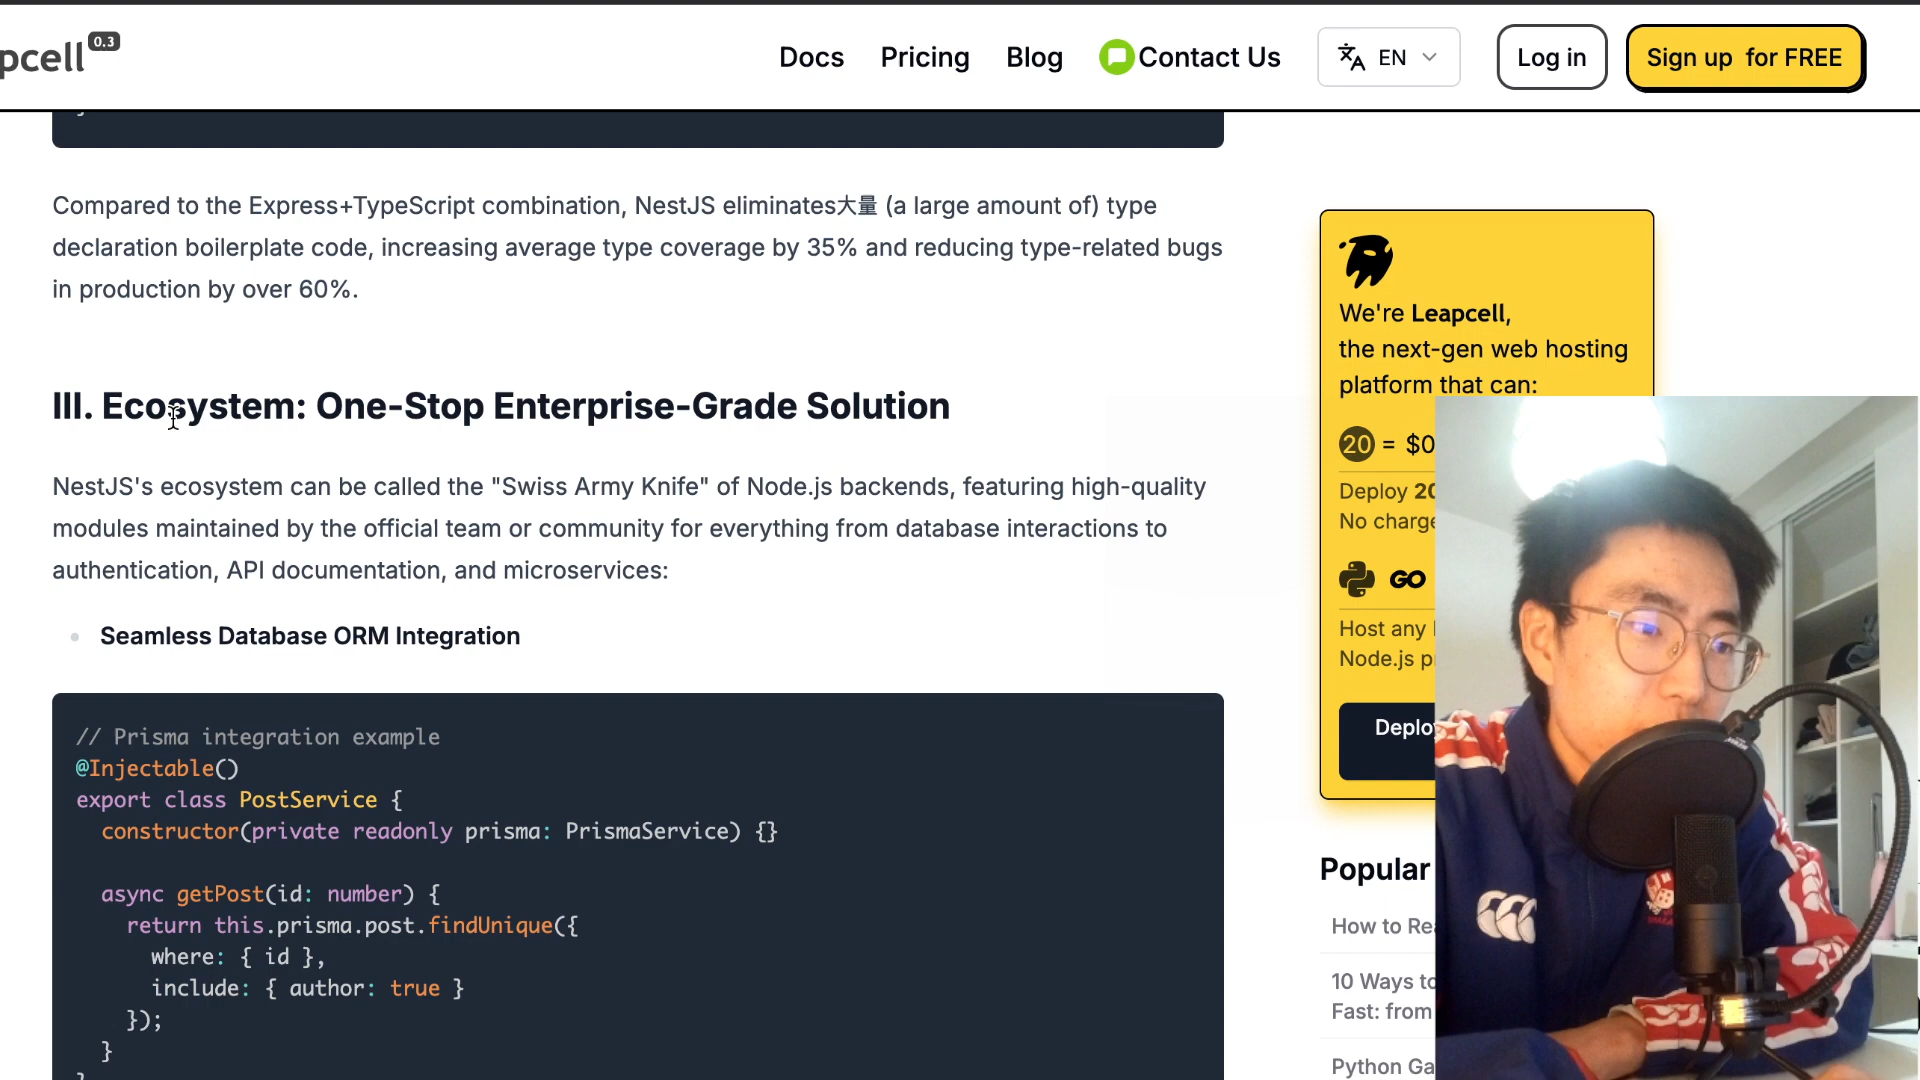 pcell 0.3
Docs Pricing Blog Contact Us EN Log in Sign up for FREE
Compared to the Express+TypeScript combination, NestJS eliminates大量 (a large amount of) type
declaration boilerplate code, increasing average type coverage by 35% and reducing type-related bugs
in production by over 60%.
III. Ecosystem: One-Stop Enterprise-Grade Solution
NestJS's ecosystem can be called the "Swiss Army Knife" of Node.js backends, featuring high-quality
modules maintained by the official team or community for everything from database interactions to
authentication, API documentation, and microservices:
Seamless Database ORM Integration
// Prisma integration example
@Injectable()
export class PostService {
constructor(private readonly prisma: PrismaService) {}
async getPost(id: number) {
return this.prisma.post.findUnique({
where: { id },
include: { author: true }
});
}
We're Leapcell,
the next-gen web hosting
platform that can:
20 = $0
Deploy 20
No charge
GO
Host any
Node.js p
Deplo
Popular
How to Re
10 Ways to
Fast: from
Python Ga